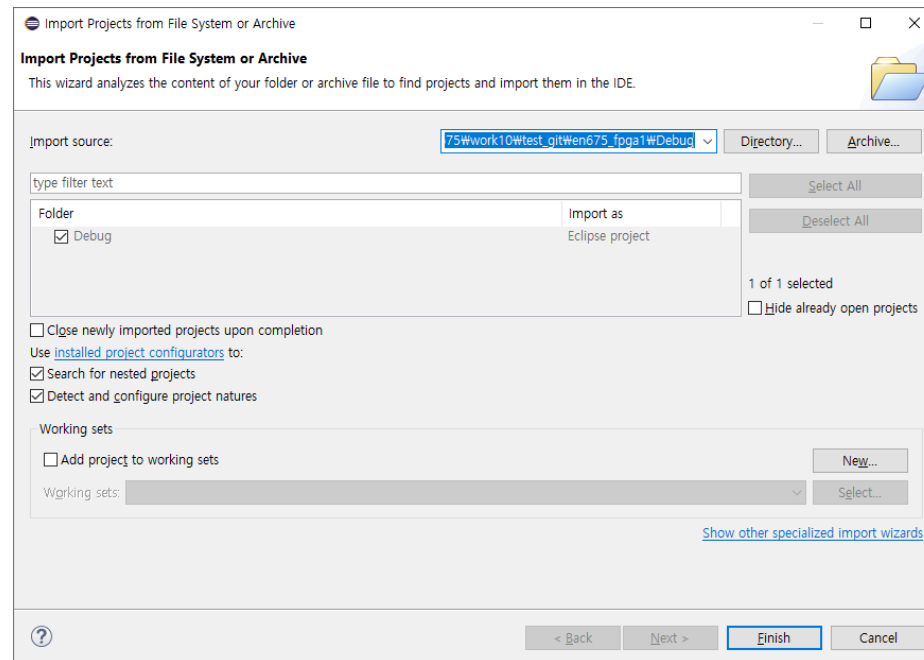 Import Projects from File System or Archive
Import Projects from File System or Archive
This wizard analyzes the content of your folder or archive file to find projects and import them in the IDE.
Import source: 75₩work10₩test_git₩en675_fpga1₩Debug Directory... Archive...
type filter text Select All
Folder Import as Deselect All
Debug Eclipse project
1 of 1 selected
Hide already open projects
Close newly imported projects upon completion
Use installed project configurators to:
Search for nested projects
Detect and configure project natures
Working sets
Add project to working sets New...
Working sets: Select...
Show other specialized import wizards
? < Back Next > Finish Cancel